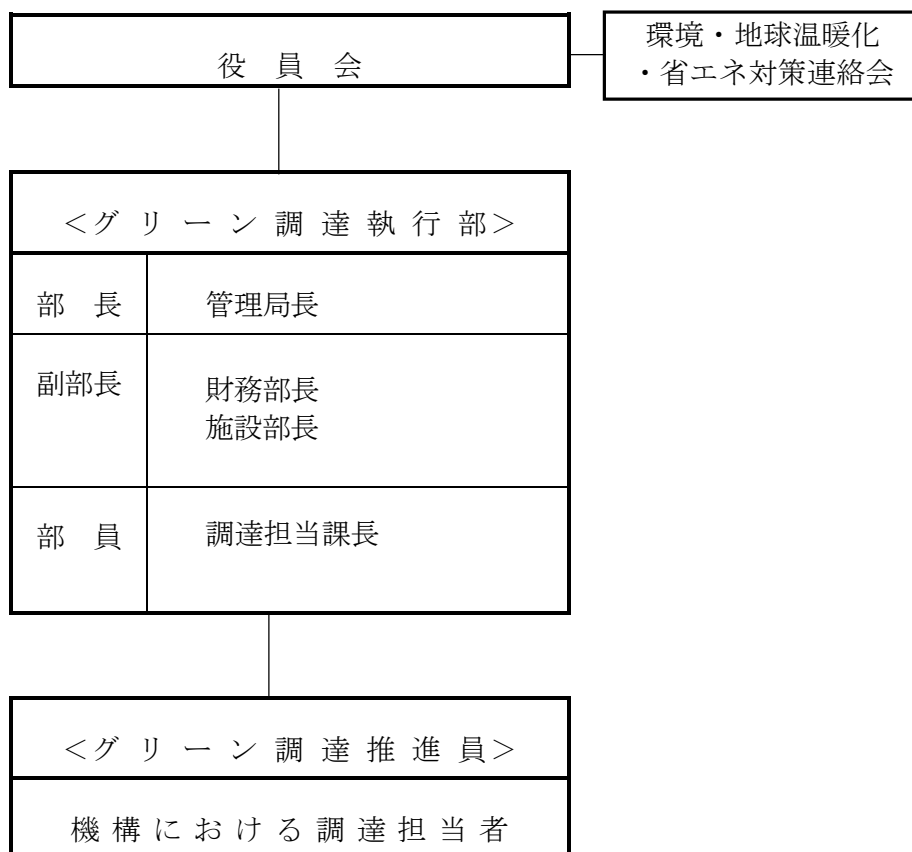 役員会
環境・地球温暖化
・省エネ対策連絡会
<グリーン調達執行部>
部長 管理局長
副部長 財務部長
施設部長
部員 調達担当課長
<グリーン調達推進員>
機構における調達担当者